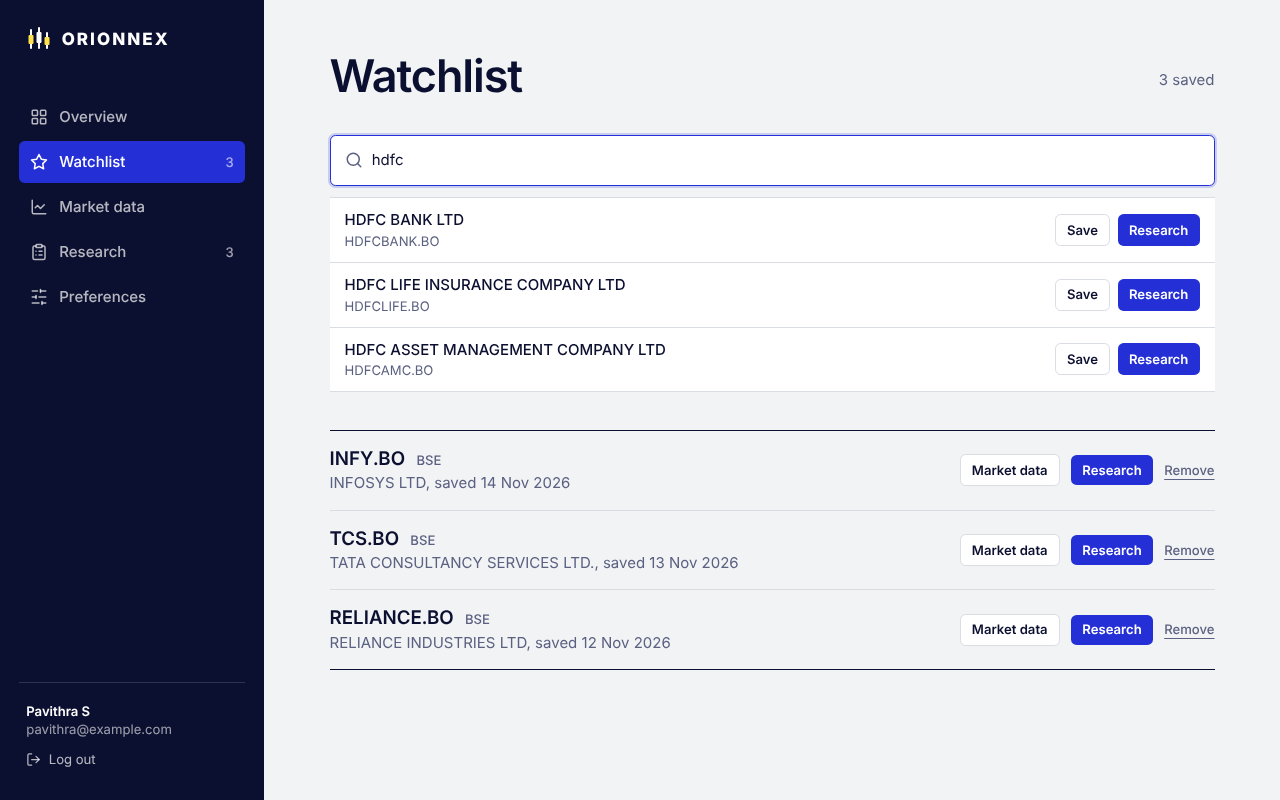 ORIONNEX
Overview
Watchlist 3
Market data
Research 3
Preferences
Pavithra S
pavithra@example.com
Log out
Watchlist
3 saved
hdfc
HDFC BANK LTD
HDFCBANK.BO
Save Research
HDFC LIFE INSURANCE COMPANY LTD
HDFCLIFE.BO
Save Research
HDFC ASSET MANAGEMENT COMPANY LTD
HDFCAMC.BO
Save Research
INFY.BO BSE
INFOSYS LTD, saved 14 Nov 2026
Market data Research Remove
TCS.BO BSE
TATA CONSULTANCY SERVICES LTD., saved 13 Nov 2026
Market data Research Remove
RELIANCE.BO BSE
RELIANCE INDUSTRIES LTD, saved 12 Nov 2026
Market data Research Remove